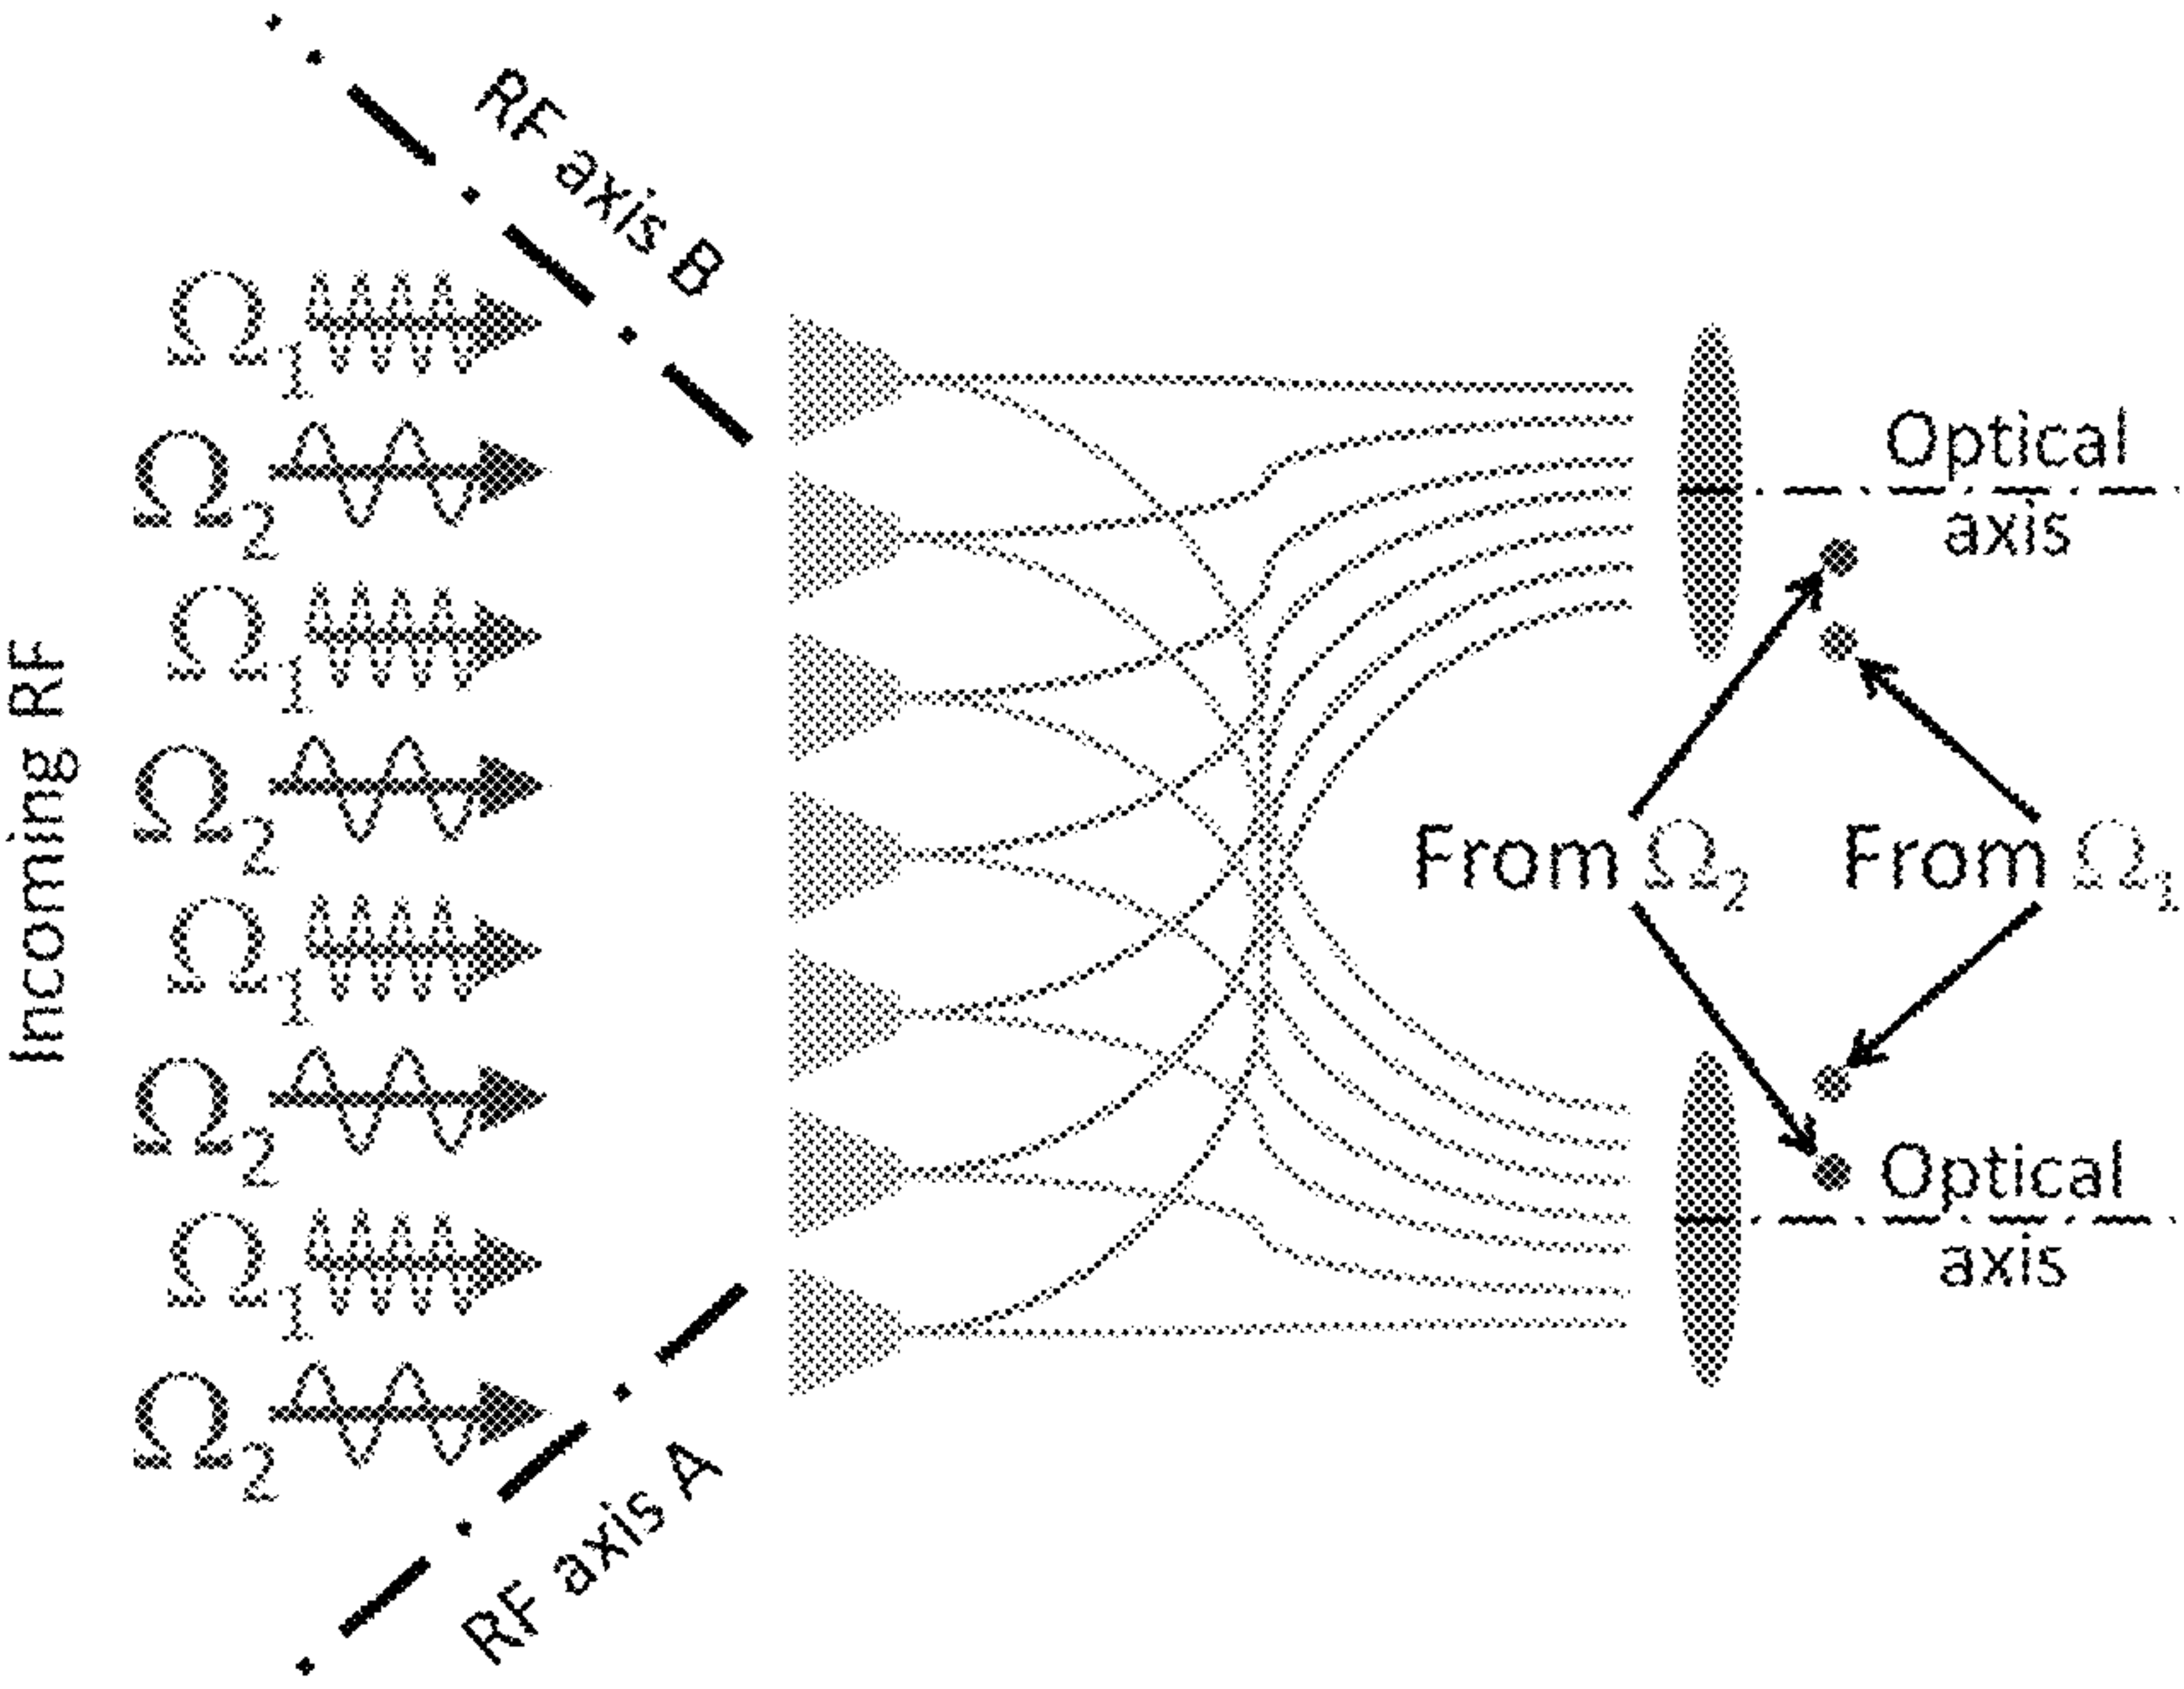 Incoming RF
RF axis B
Ω1
Ω2
Ω1
Ω2
Ω1
Ω2
Ω1
Ω2
RF axis A
Optical
axis
From Ω2
From Ω1
Optical
axis